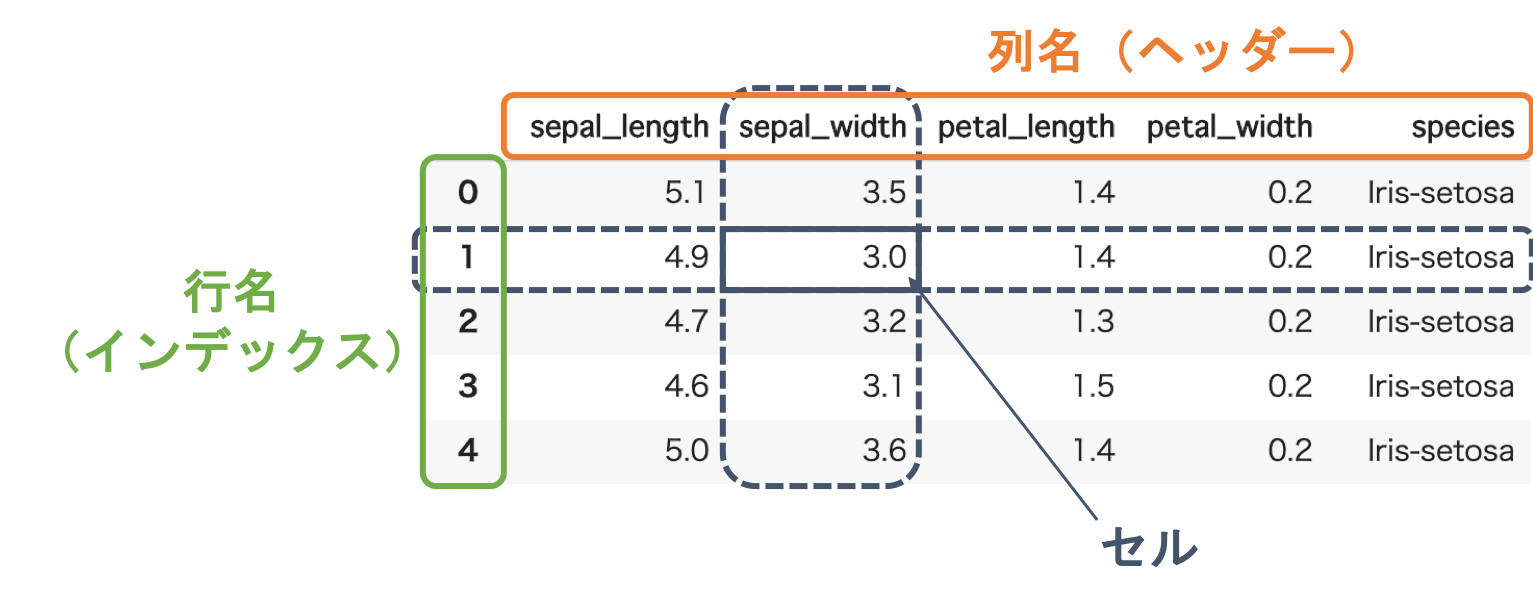 列名（ヘッダー）
sepal_length sepal_width petal_length petal_width species
0 5.1 3.5 1.4 0.2 Iris-setosa
1 4.9 3.0 1.4 0.2 Iris-setosa
2 4.7 3.2 1.3 0.2 Iris-setosa
3 4.6 3.1 1.5 0.2 Iris-setosa
4 5.0 3.6 1.4 0.2 Iris-setosa
行名
（インデックス）
セル